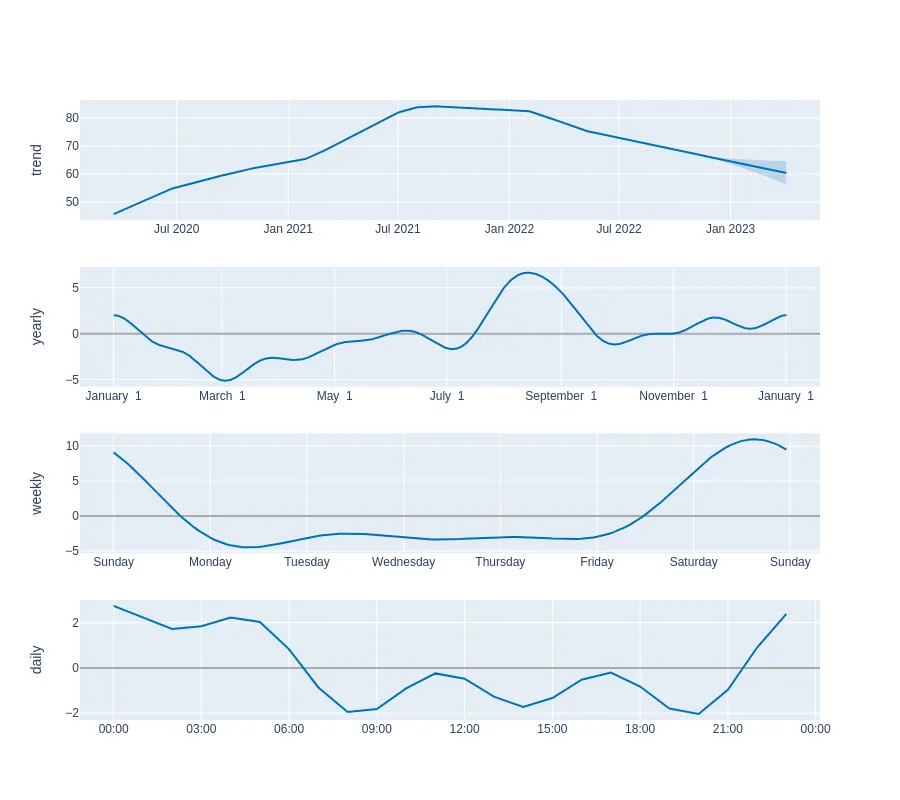 trend
80
70
60
50
Jul 2020 Jan 2021 Jul 2021 Jan 2022 Jul 2022 Jan 2023
yearly
5
0
−5
January 1 March 1 May 1 July 1 September 1 November 1 January 1
weekly
10
5
0
−5
Sunday Monday Tuesday Wednesday Thursday Friday Saturday Sunday
daily
2
0
−2
00:00 03:00 06:00 09:00 12:00 15:00 18:00 21:00 00:00